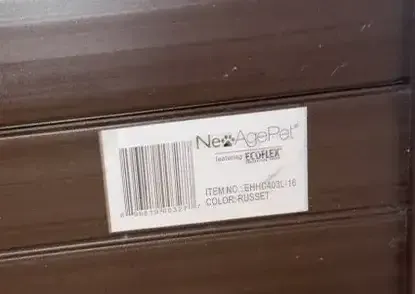 NewAgePet
featuring ECOFLEX
ITEM NO.: EHHC403L-16
COLOR: RUSSET